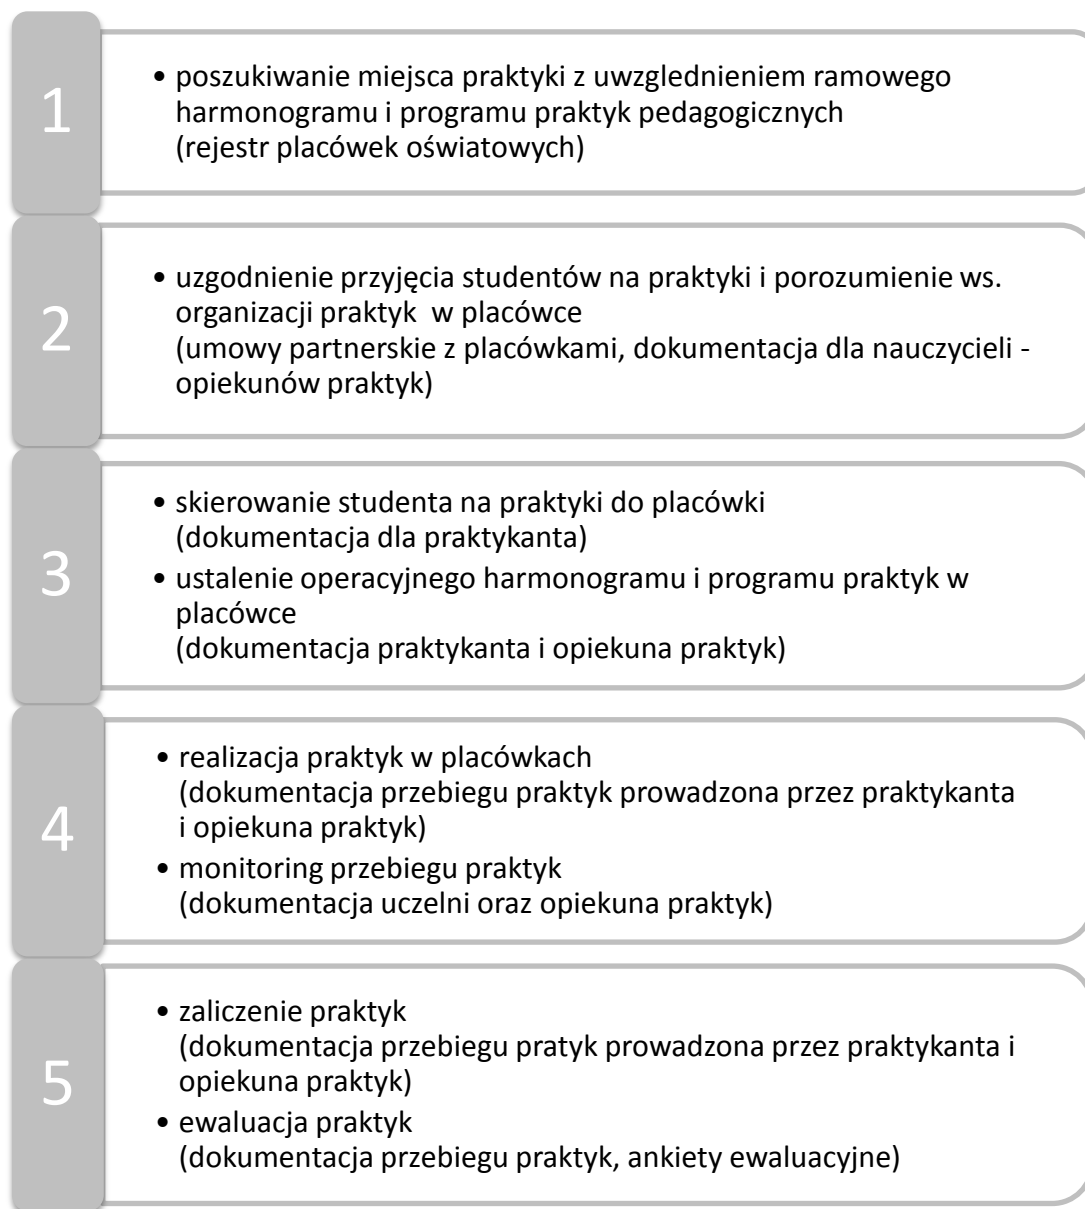 1
• poszukiwanie miejsca praktyki z uwzglednieniem ramowego
harmonogramu i programu praktyk pedagogicznych
(rejestr placówek oświatowych)
2
• uzgodnienie przyjęcia studentów na praktyki i porozumienie ws.
organizacji praktyk w placówce
(umowy partnerskie z placówkami, dokumentacja dla nauczycieli -
opiekunów praktyk)
3
• skierowanie studenta na praktyki do placówki
(dokumentacja dla praktykanta)
• ustalenie operacyjnego harmonogramu i programu praktyk w
placówce
(dokumentacja praktykanta i opiekuna praktyk)
4
• realizacja praktyk w placówkach
(dokumentacja przebiegu praktyk prowadzona przez praktykanta
i opiekuna praktyk)
• monitoring przebiegu praktyk
(dokumentacja uczelni oraz opiekuna praktyk)
5
• zaliczenie praktyk
(dokumentacja przebiegu pratyk prowadzona przez praktykanta i
opiekuna praktyk)
• ewaluacja praktyk
(dokumentacja przebiegu praktyk, ankiety ewaluacyjne)